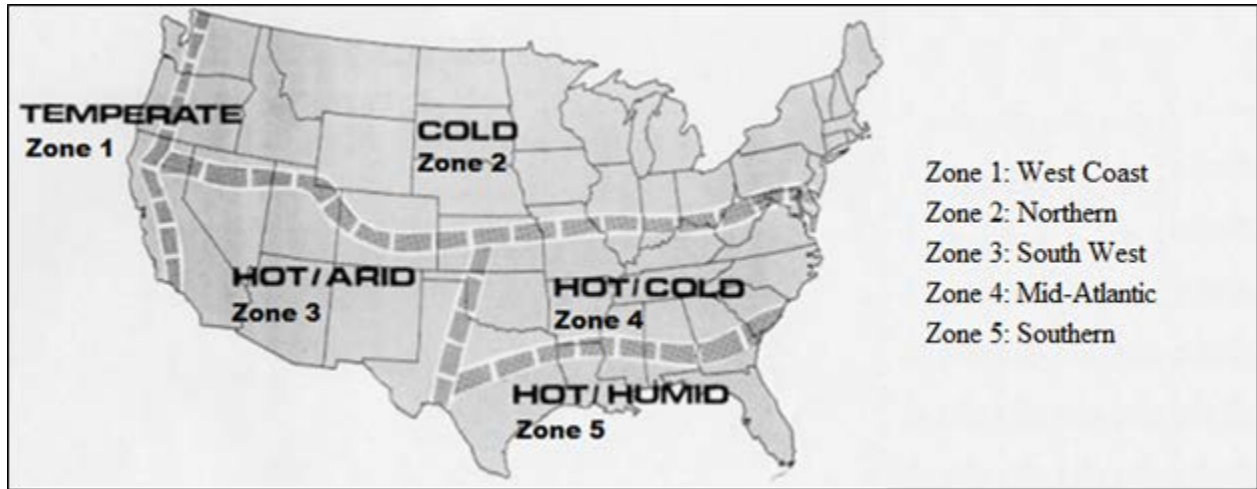 TEMPERATE
Zone 1
COLD
Zone 2
HOT/ARID
Zone 3
HOT/COLD
Zone 4
HOT/HUMID
Zone 5
Zone 1: West Coast
Zone 2: Northern
Zone 3: South West
Zone 4: Mid-Atlantic
Zone 5: Southern